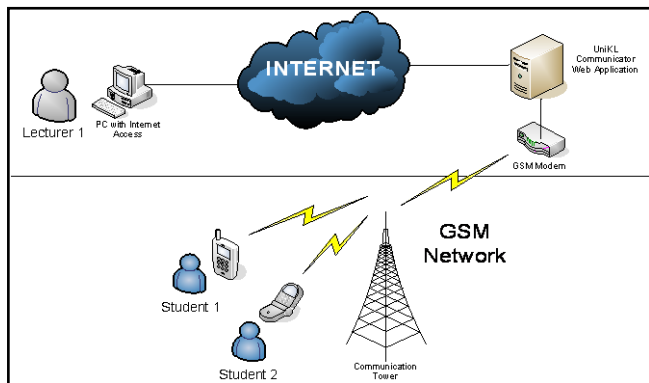 INTERNET
UniKL
Communicator
Web Application
Lecturer 1
PC with Internet
Access
GSM Modem
GSM
Network
Student 1
Student 2
Communication
Tower